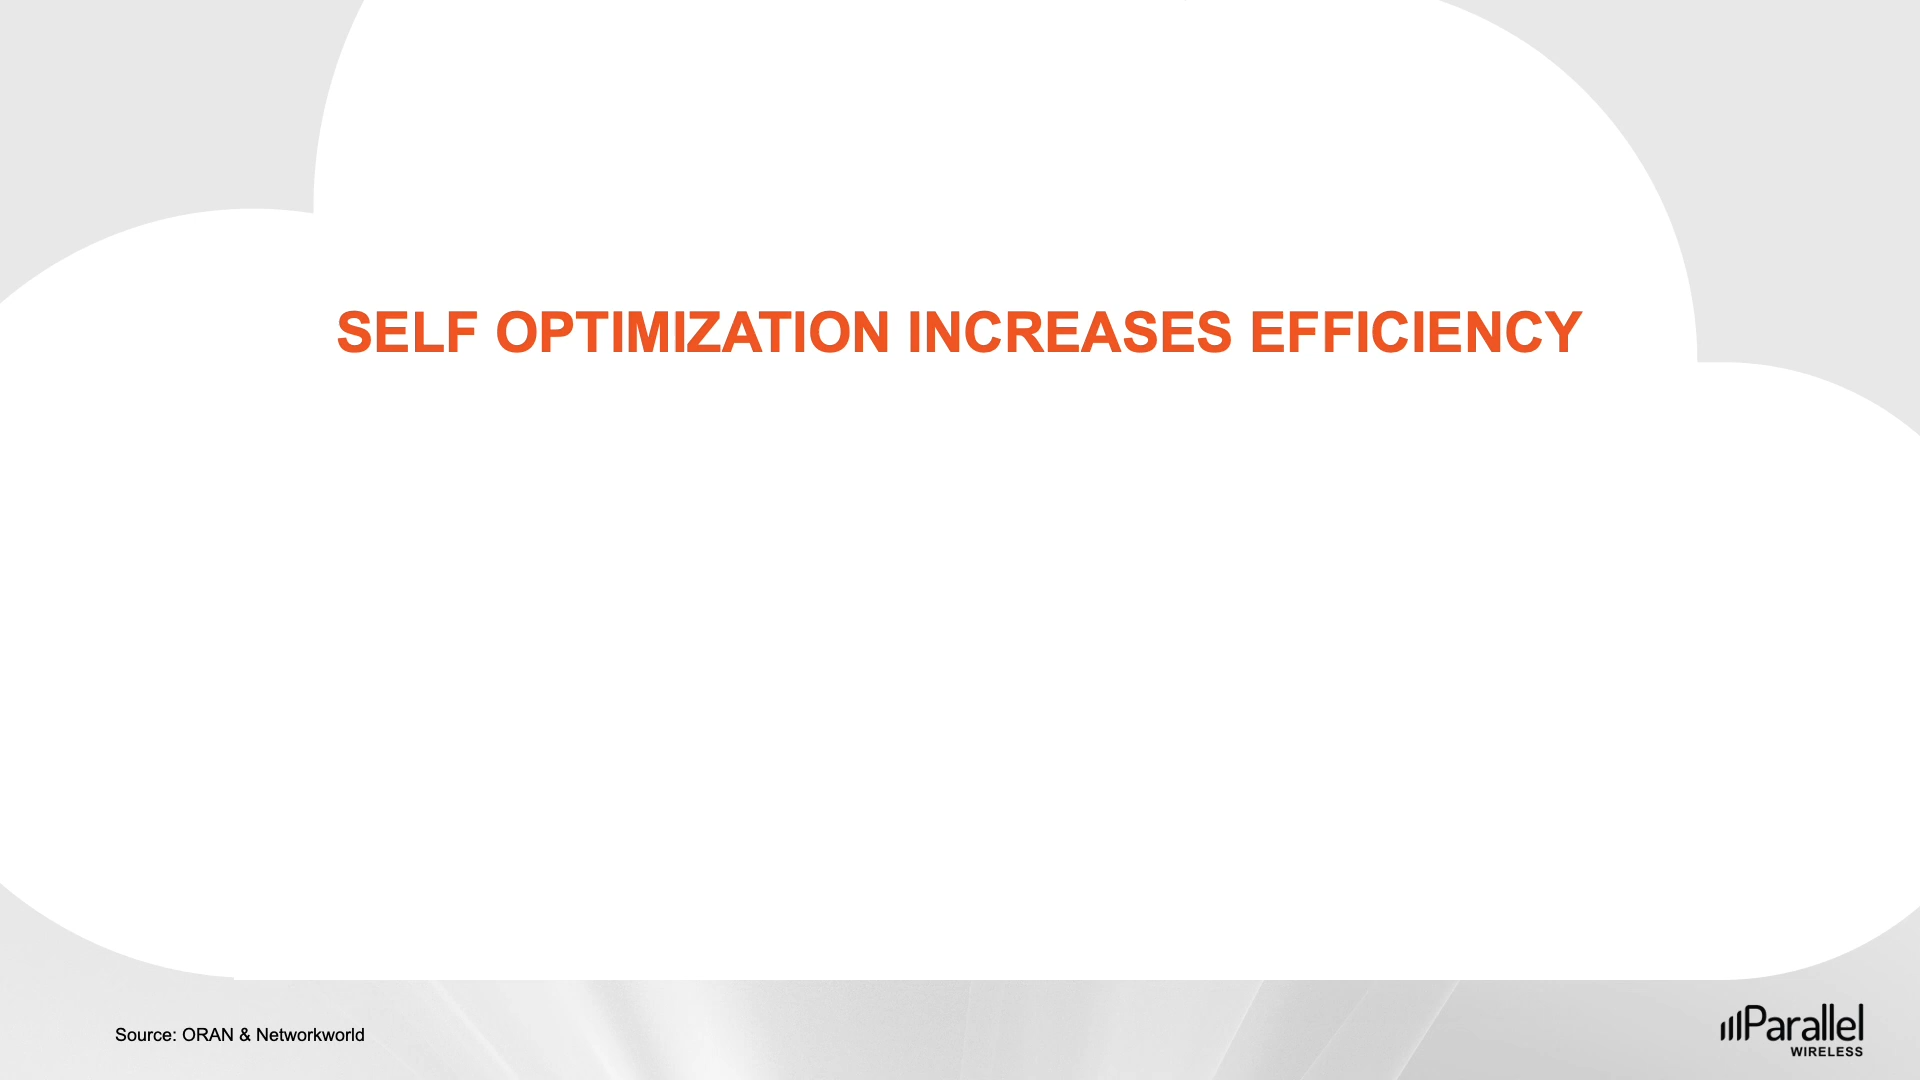 SELF OPTIMIZATION INCREASES EFFICIENCY
Source: ORAN & Networkworld
Parallel
WIRELESS